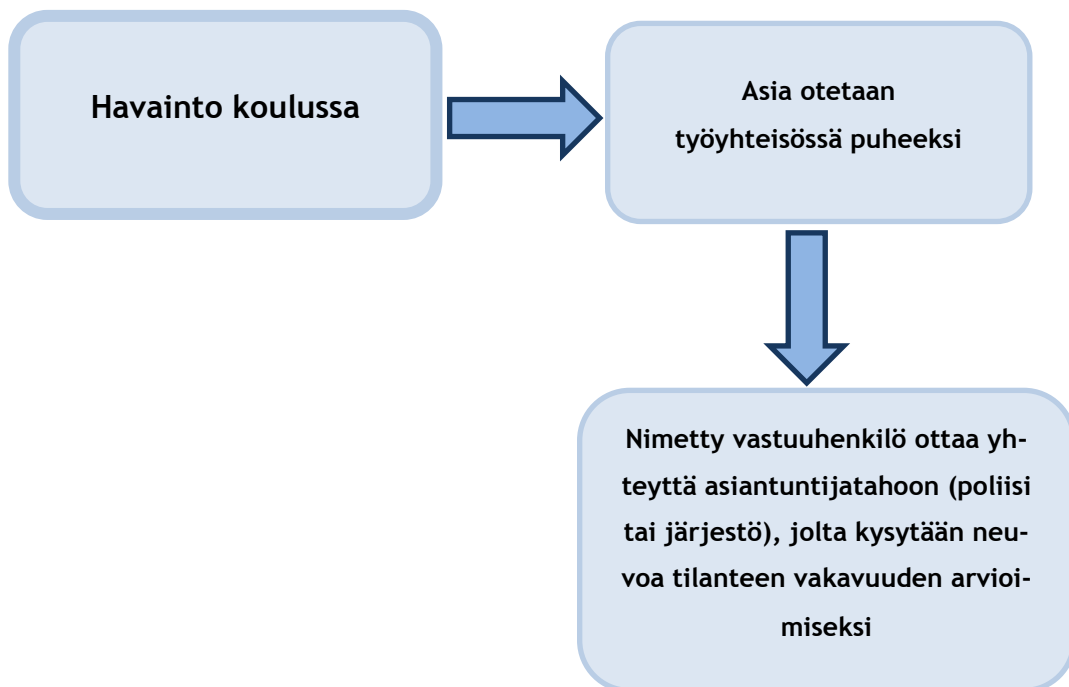 Havainto koulussa
Asia otetaan
työyhteisössä puheeksi
Nimetty vastuuhenkilö ottaa yh-
teyttä asiantuntijatahoon (poliisi
tai järjestö), jolta kysytään neu-
voa tilanteen vakavuuden arvioi-
miseksi